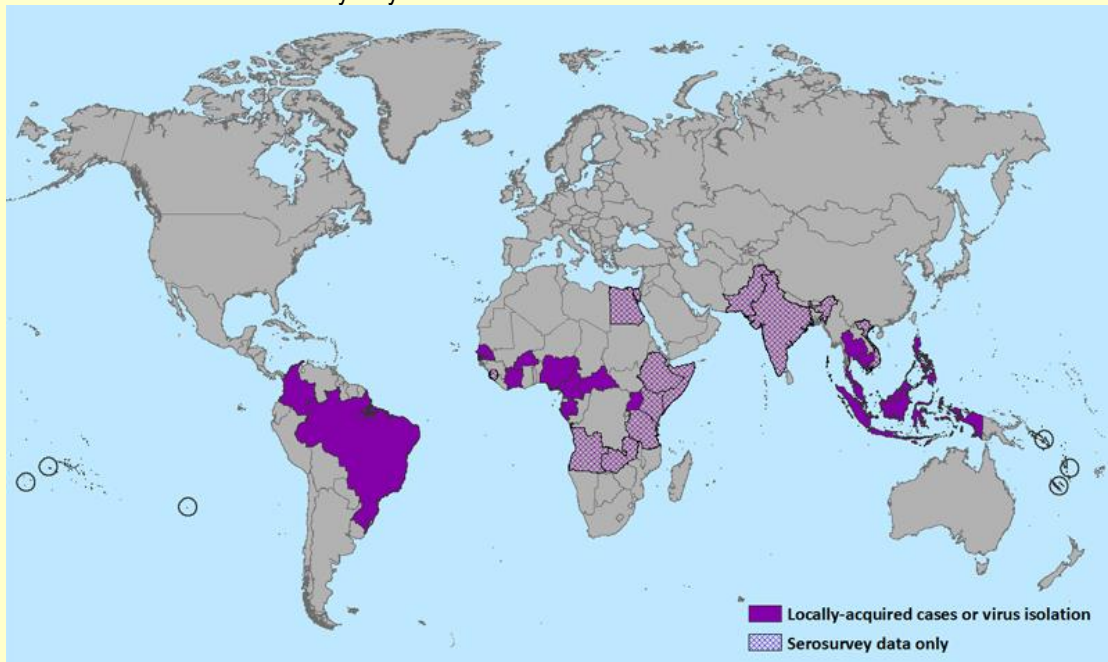 Locally-acquired cases or virus isolation
Serosurvey data only